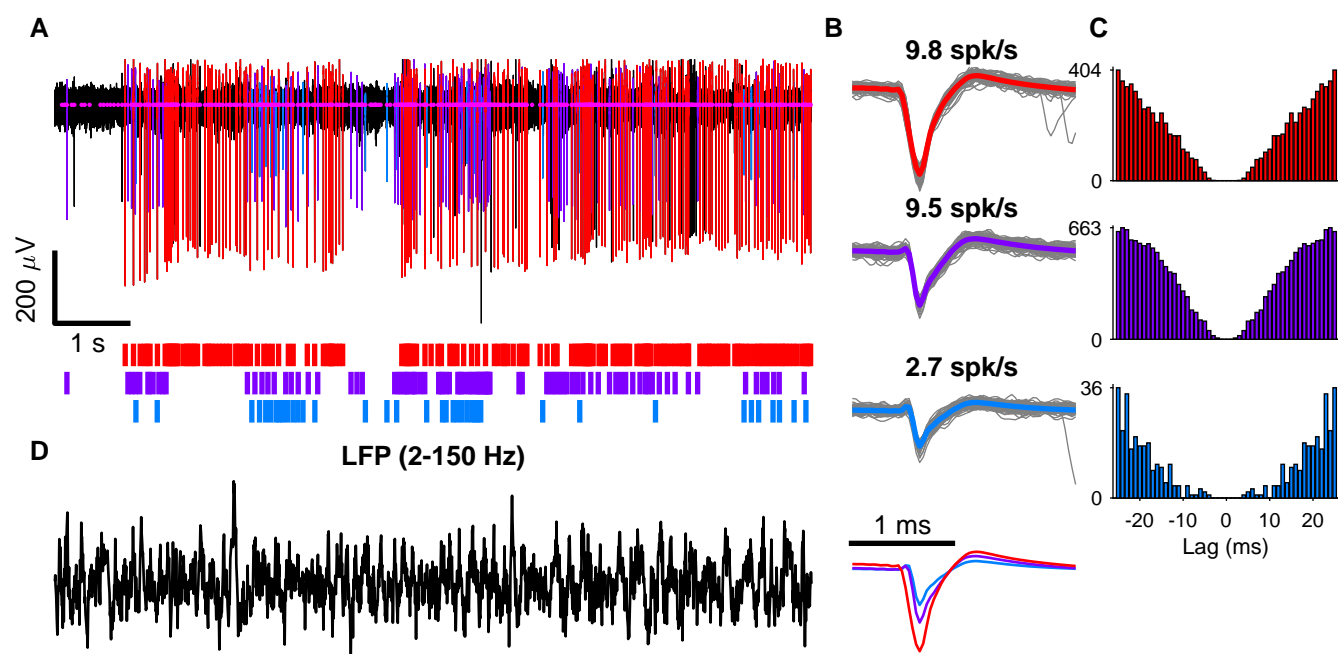 A
200 μV
1 s
B
9.8 spk/s
9.5 spk/s
2.7 spk/s
1 ms
C
404
0
663
0
36
0
-20 -10 0 10 20
Lag (ms)
D
LFP (2-150 Hz)